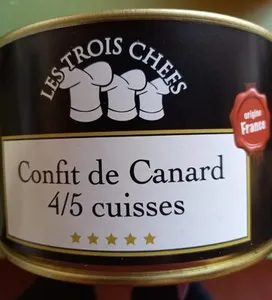 LES TROIS CHEFS
origine
France
Confit de Canard
4/5 cuisses